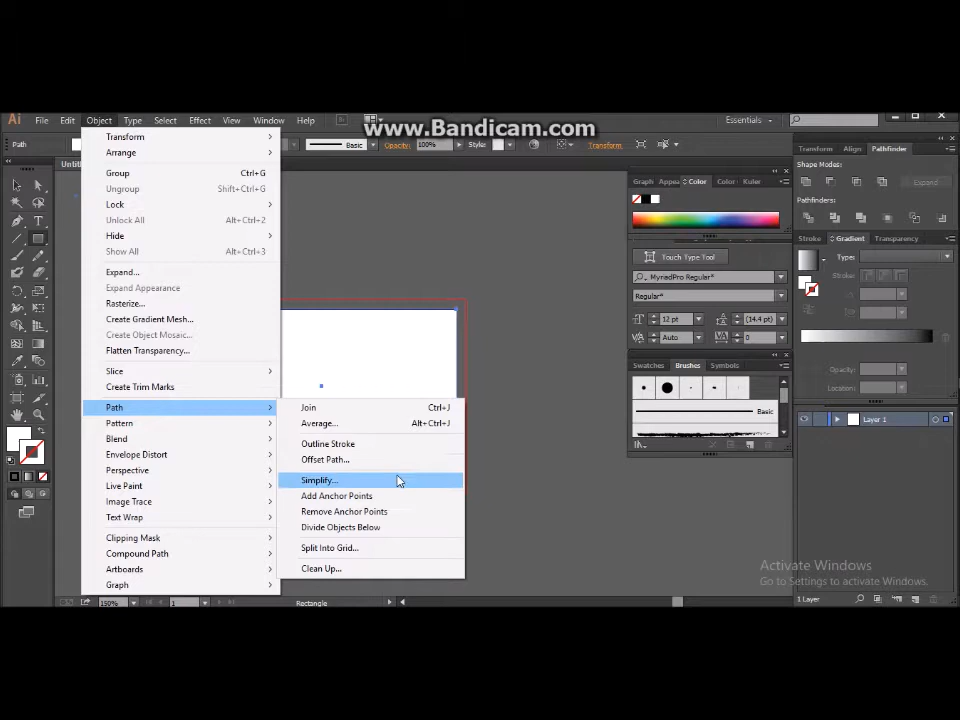 www.Bandicam.com
Ai File Edit Object Type Select Effect View Window Help
Essentials
Path Basic Opacity: 100% Style: Transform
Transform Align Pathfinder
Shape Modes:
Expand
Pathfinders:
Stroke Gradient Transparency
Type:
Stroke:
Opacity:
Location:
Layer 1
1 Layer
Graph Appea Color Color Kuler
Touch Type Tool
MyriadPro Regular*
Regular*
12 pt (14.4 pt)
Auto 0
Swatches Brushes Symbols
Basic
Transform
Arrange
Group Ctrl+G
Ungroup Shift+Ctrl+G
Lock
Unlock All Alt+Ctrl+2
Hide
Show All Alt+Ctrl+3
Expand...
Expand Appearance
Rasterize...
Create Gradient Mesh...
Create Object Mosaic...
Flatten Transparency...
Slice
Create Trim Marks
Path
Pattern
Blend
Envelope Distort
Perspective
Live Paint
Image Trace
Text Wrap
Clipping Mask
Compound Path
Artboards
Graph
Join Ctrl+J
Average... Alt+Ctrl+J
Outline Stroke
Offset Path...
Simplify...
Add Anchor Points
Remove Anchor Points
Divide Objects Below
Split Into Grid...
Clean Up...
Activate Windows
Go to Settings to activate Windows.
150% 1 Rectangle